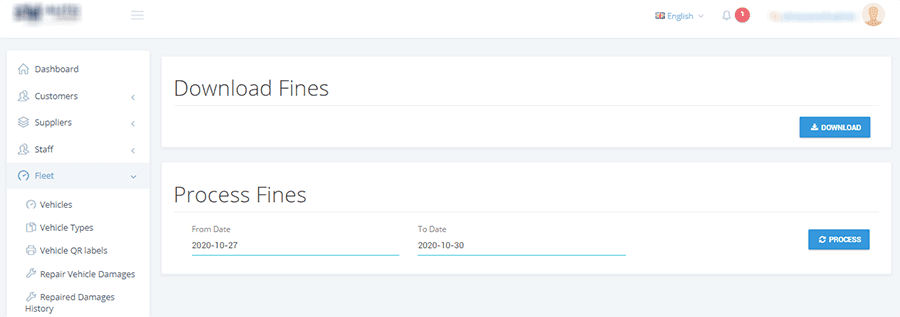 English
1
Dashboard
Customers
Suppliers
Staff
Fleet
Vehicles
Vehicle Types
Vehicle QR labels
Repair Vehicle Damages
Repaired Damages
History
Download Fines
DOWNLOAD
Process Fines
From Date
To Date
2020-10-27
2020-10-30
PROCESS